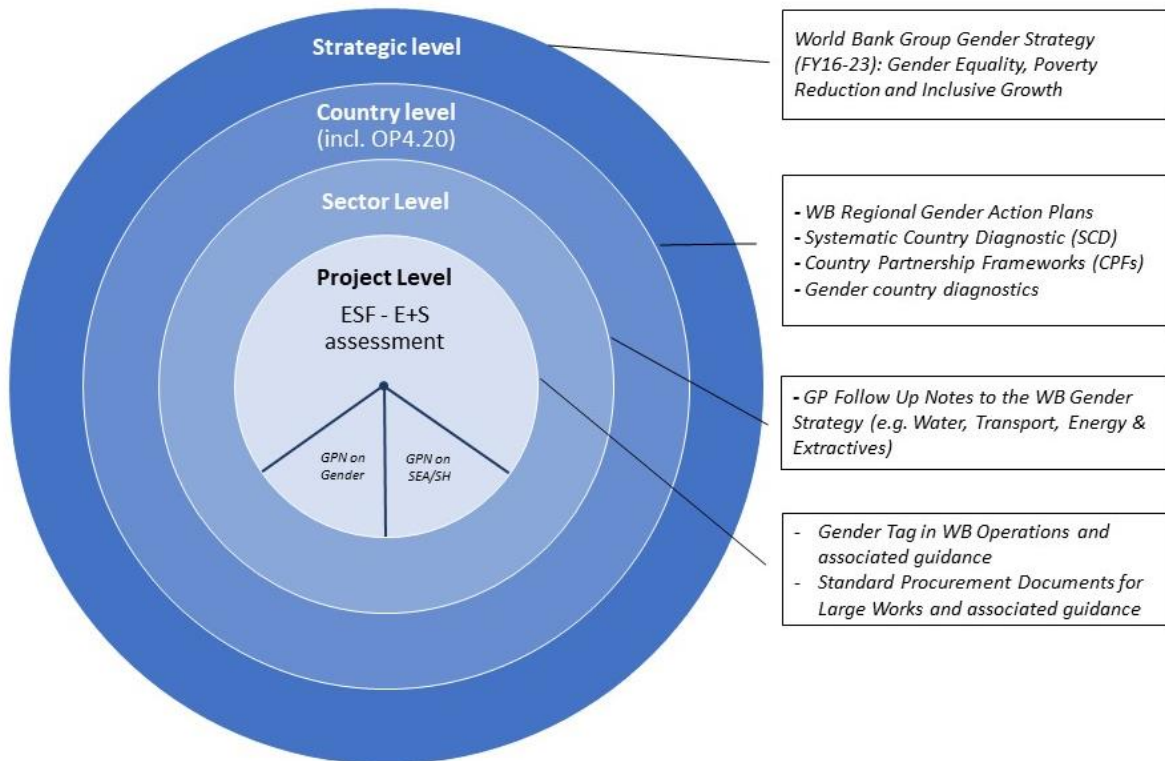 Strategic level
Country level
(incl. OP4.20)
Sector Level
Project Level
ESF - E+S
assessment
GPN on
Gender
GPN on
SEA/SH
World Bank Group Gender Strategy
(FY16-23): Gender Equality, Poverty
Reduction and Inclusive Growth
- WB Regional Gender Action Plans
- Systematic Country Diagnostic (SCD)
- Country Partnership Frameworks (CPFs)
- Gender country diagnostics
- GP Follow Up Notes to the WB Gender
Strategy (e.g. Water, Transport, Energy &
Extractives)
- Gender Tag in WB Operations and
associated guidance
- Standard Procurement Documents for
Large Works and associated guidance